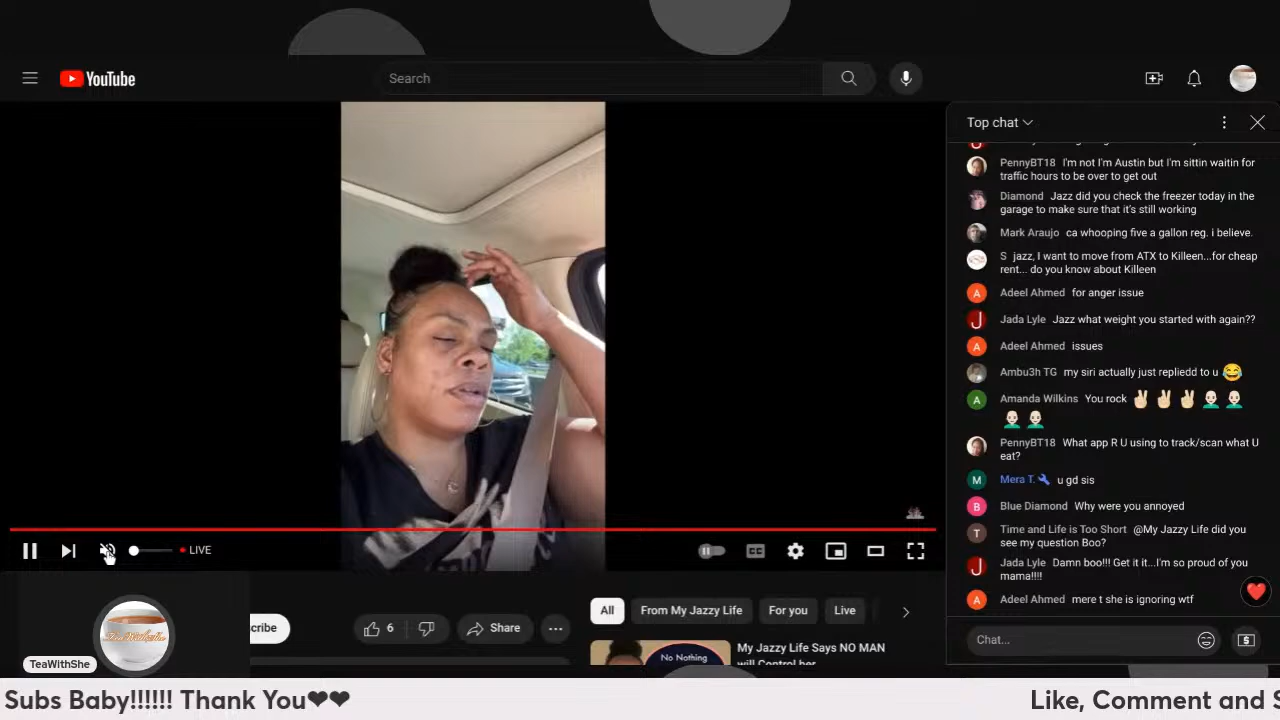 YouTube
Search
Top chat
PennyBT18 I'm not I'm Austin but I'm sittin waitin for
traffic hours to be over to get out
Diamond Jazz did you check the freezer today in the
garage to make sure that it's still working
Mark Araujo ca whooping five a gallon reg. i believe.
S jazz, I want to move from ATX to Killeen...for cheap
rent... do you know about Killeen
A Adeel Ahmed for anger issue
J Jada Lyle Jazz what weight you started with again??
A Adeel Ahmed issues
Ambu3h TG my siri actually just repliedd to u 😂
A Amanda Wilkins You rock ✌🏻 ✌🏻 ✌🏻 💆🏻‍♂️ 💆🏻‍♂️
💆🏻‍♂️ 💆🏻‍♂️
PennyBT18 What app R U using to track/scan what U
eat?
M Mera T. u gd sis
B Blue Diamond Why were you annoyed
T Time and Life is Too Short @My Jazzy Life did you
see my question Boo?
J Jada Lyle Damn boo!!! Get it it...I'm so proud of you
mama!!!!
A Adeel Ahmed mere t she is ignoring wtf
Chat...
LIVE
CC
cribe
6
Share
All
From My Jazzy Life
For you
Live
No Nothing
My Jazzy Life Says NO MAN
will Control her
TeaWithShe
Subs Baby!!!!!! Thank You❤❤
Like, Comment and S